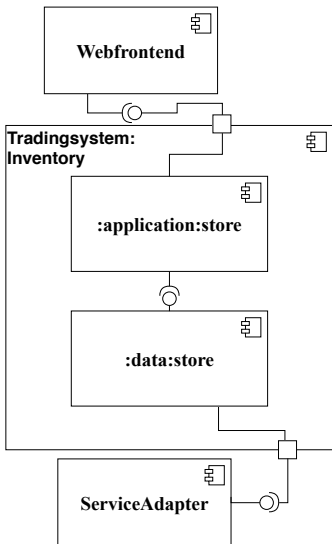 Webfrontend
Tradingsystem:
Inventory
:application:store
:data:store
ServiceAdapter